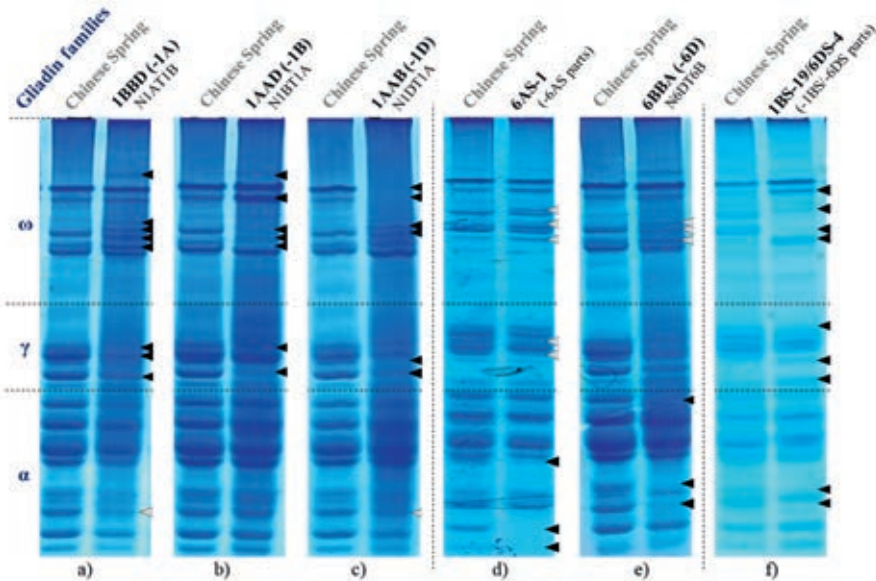 Gliadin families
Chinese Spring
1BBD (-1A)
N1AT1B
Chinese Spring
1AAD (-1B)
N1BT1A
Chinese Spring
1AAB (-1D)
N1DT1A
Chinese Spring
6AS-1
(-6AS parts)
Chinese Spring
6BBA (-6D)
N6DT6B
Chinese Spring
1BS-19/6DS-4
(-1BS/-6DS parts)
ω
γ
α
a)
b)
c)
d)
e)
f)